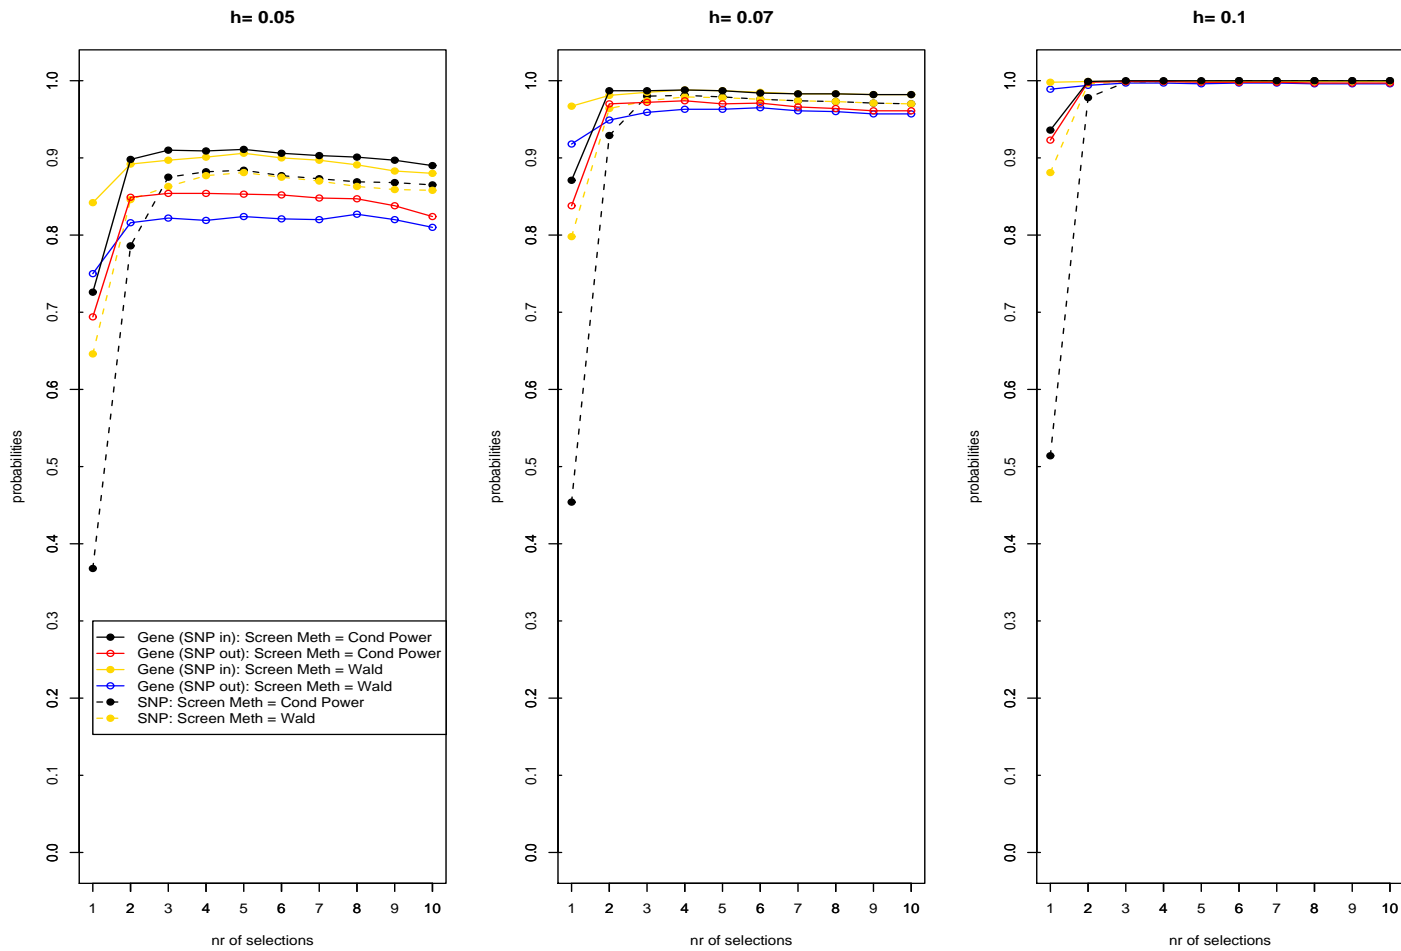 h= 0.05
probabilities
1.0
0.9
0.8
0.7
0.6
0.5
0.4
0.3
0.2
0.1
0.0
Gene (SNP in): Screen Meth = Cond Power
Gene (SNP out): Screen Meth = Cond Power
Gene (SNP in): Screen Meth = Wald
Gene (SNP out): Screen Meth = Wald
SNP: Screen Meth = Cond Power
SNP: Screen Meth = Wald
1 2 3 4 5 6 7 8 9 10
nr of selections
h= 0.07
probabilities
1.0
0.9
0.8
0.7
0.6
0.5
0.4
0.3
0.2
0.1
0.0
1 2 3 4 5 6 7 8 9 10
nr of selections
h= 0.1
probabilities
1.0
0.9
0.8
0.7
0.6
0.5
0.4
0.3
0.2
0.1
0.0
1 2 3 4 5 6 7 8 9 10
nr of selections